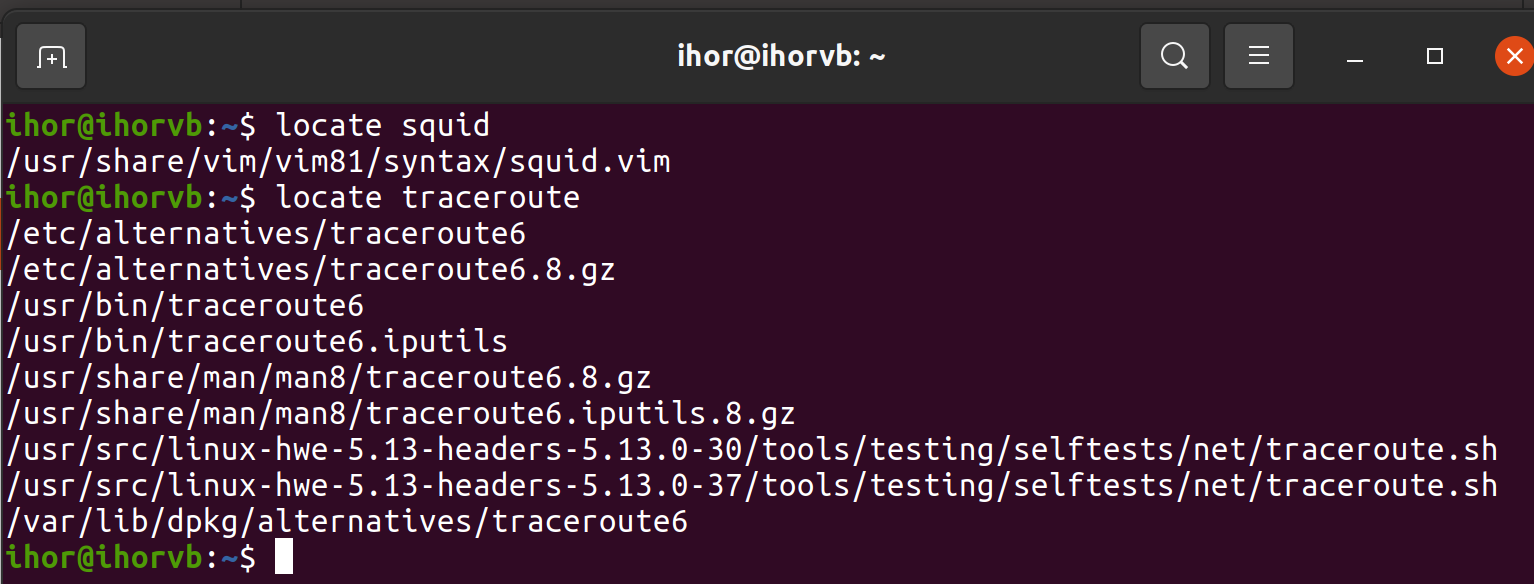 ihor@ihorvb: ~
ihor@ihorvb:~$ locate squid
/usr/share/vim/vim81/syntax/squid.vim
ihor@ihorvb:~$ locate traceroute
/etc/alternatives/traceroute6
/etc/alternatives/traceroute6.8.gz
/usr/bin/traceroute6
/usr/bin/traceroute6.iputils
/usr/share/man/man8/traceroute6.8.gz
/usr/share/man/man8/traceroute6.iputils.8.gz
/usr/src/linux-hwe-5.13-headers-5.13.0-30/tools/testing/selftests/net/traceroute.sh
/usr/src/linux-hwe-5.13-headers-5.13.0-37/tools/testing/selftests/net/traceroute.sh
/var/lib/dpkg/alternatives/traceroute6
ihor@ihorvb:~$